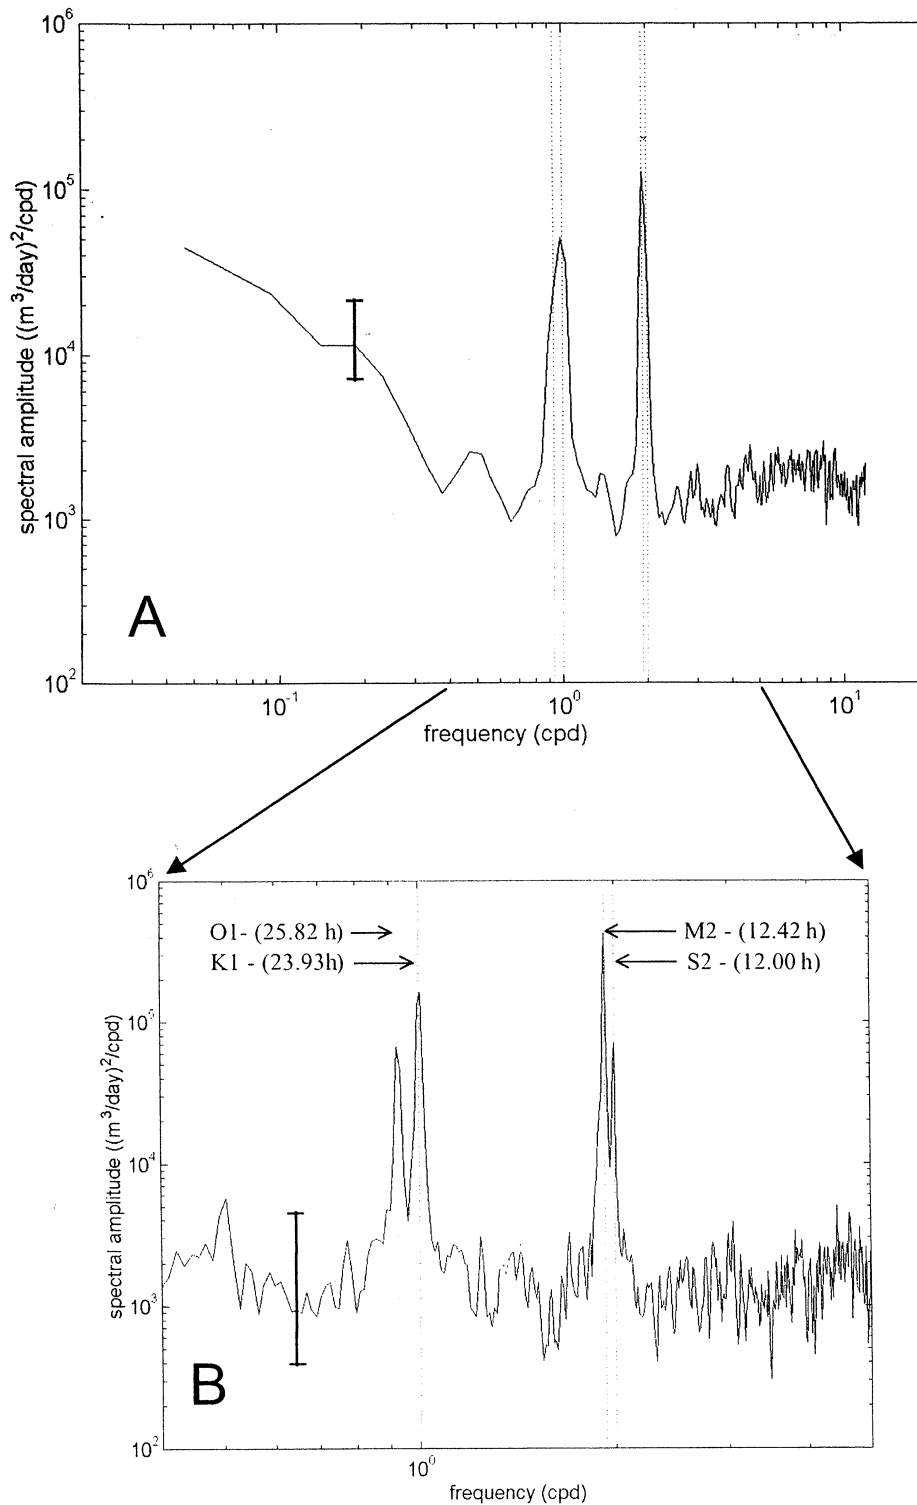 10^6
10^5
10^4
10^3
10^2
spectral amplitude ((m^3/day)^2/cpd)
A
10^-1
10^0
10^1
frequency (cpd)
10^6
10^5
10^4
10^3
10^2
spectral amplitude ((m^3/day)^2/cpd)
O1- (25.82 h)
K1 - (23.93h)
M2 - (12.42 h)
S2 - (12.00 h)
B
10^0
frequency (cpd)